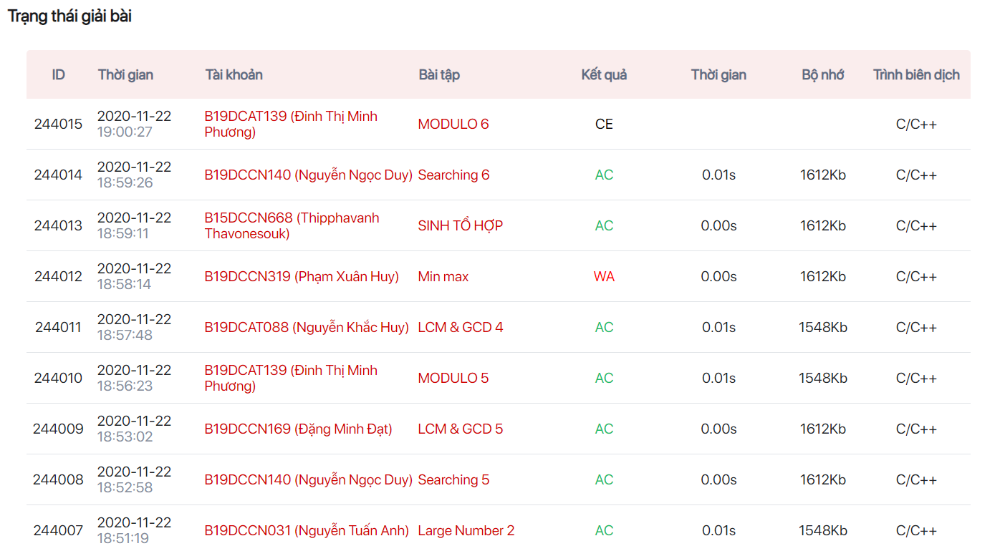 Trạng thái giải bài
ID Thời gian Tài khoản Bài tập Kết quả Thời gian Bộ nhớ Trình biên dịch
244015 2020-11-22 19:00:27 B19DCAT139 (Đinh Thị Minh Phương) MODULO 6 CE C/C++
244014 2020-11-22 18:59:26 B19DCCN140 (Nguyễn Ngọc Duy) Searching 6 AC 0.01s 1612Kb C/C++
244013 2020-11-22 18:59:11 B15DCCN668 (Thipphavanh Thavonesouk) SINH TỔ HỢP AC 0.00s 1612Kb C/C++
244012 2020-11-22 18:58:14 B19DCCN319 (Phạm Xuân Huy) Min max WA 0.00s 1612Kb C/C++
244011 2020-11-22 18:57:48 B19DCAT088 (Nguyễn Khắc Huy) LCM & GCD 4 AC 0.01s 1548Kb C/C++
244010 2020-11-22 18:56:23 B19DCAT139 (Đinh Thị Minh Phương) MODULO 5 AC 0.01s 1548Kb C/C++
244009 2020-11-22 18:53:02 B19DCCN169 (Đặng Minh Đạt) LCM & GCD 5 AC 0.00s 1612Kb C/C++
244008 2020-11-22 18:52:58 B19DCCN140 (Nguyễn Ngọc Duy) Searching 5 AC 0.00s 1612Kb C/C++
244007 2020-11-22 18:51:19 B19DCCN031 (Nguyễn Tuấn Anh) Large Number 2 AC 0.01s 1548Kb C/C++